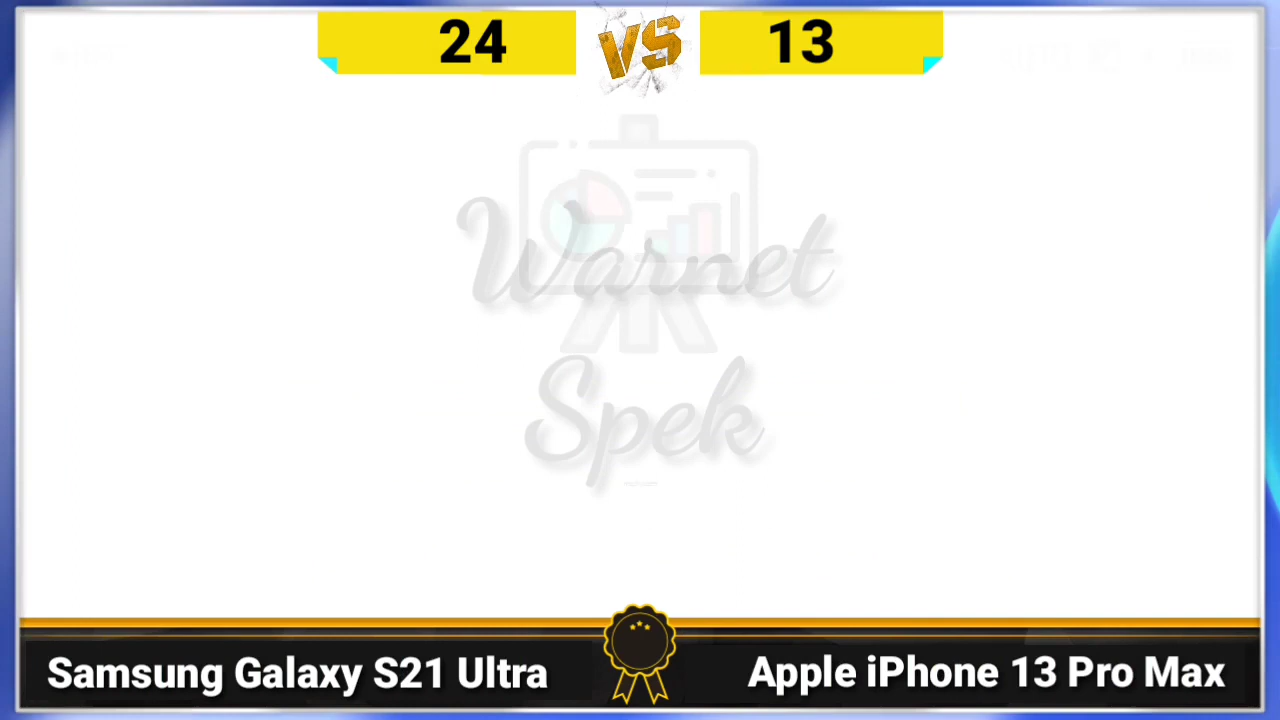 24 VS 13
Warnet
Spek
Samsung Galaxy S21 Ultra
Apple iPhone 13 Pro Max